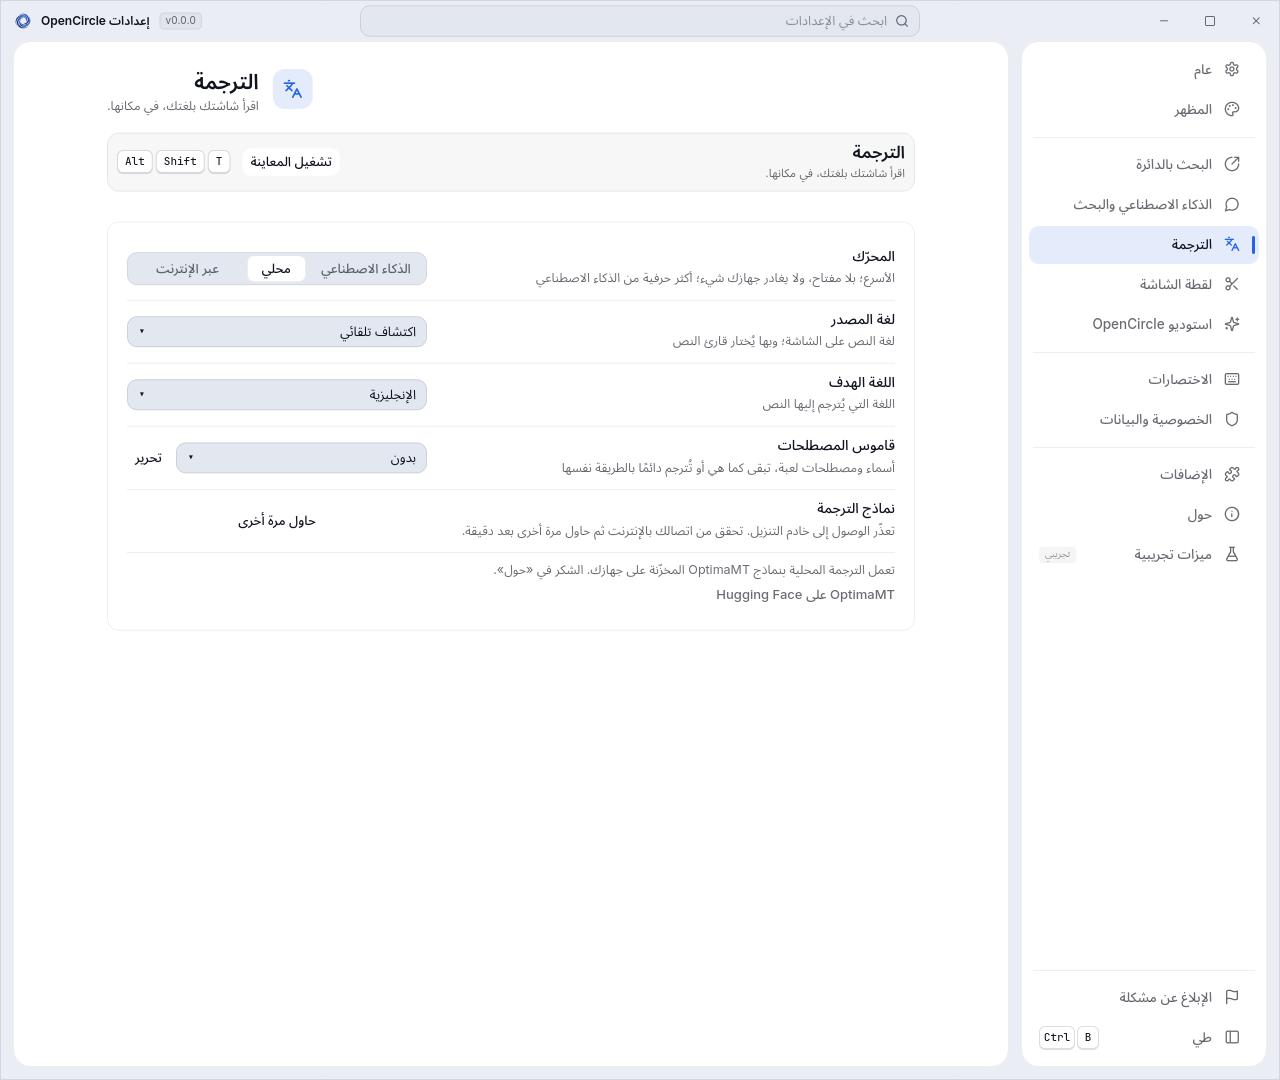 إعدادات OpenCircle
v0.0.0
ابحث في الإعدادات
عام
المظهر
البحث بالدائرة
الذكاء الاصطناعي والبحث
الترجمة
لقطة الشاشة
استوديو OpenCircle
الاختصارات
الخصوصية والبيانات
الإضافات
حول
ميزات تجريبية
تجريبي
الإبلاغ عن مشكلة
طي
Ctrl B
الترجمة
اقرأ شاشتك بلغتك، في مكانها.
الترجمة
اقرأ شاشتك بلغتك، في مكانها.
تشغيل المعاينة
Alt Shift T
المحرّك
الأسرع؛ بلا مفتاح، ولا يغادر جهازك شيء؛ أكثر حرفية من الذكاء الاصطناعي
الذكاء الاصطناعي
محلي
عبر الإنترنت
لغة المصدر
لغة النص على الشاشة؛ وبها يُختار قارئ النص
اكتشاف تلقائي
اللغة الهدف
اللغة التي يُترجم إليها النص
الإنجليزية
قاموس المصطلحات
أسماء ومصطلحات لعبة، تبقى كما هي أو تُترجم دائمًا بالطريقة نفسها
بدون
تحرير
نماذج الترجمة
تعذّر الوصول إلى خادم التنزيل. تحقق من اتصالك بالإنترنت ثم حاول مرة أخرى بعد دقيقة.
حاول مرة أخرى
تعمل الترجمة المحلية بنماذج OptimaMT المخزّنة على جهازك. الشكر في «حول».
OptimaMT على Hugging Face